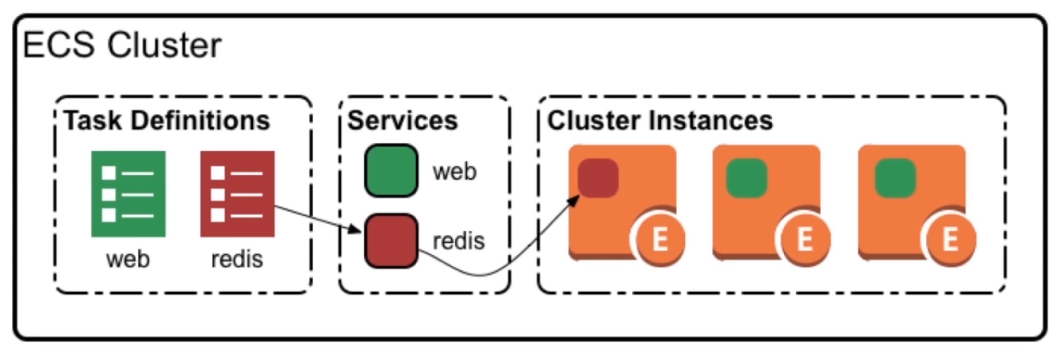 ECS Cluster
Task Definitions
web
redis
Services
web
redis
Cluster Instances
E
E
E